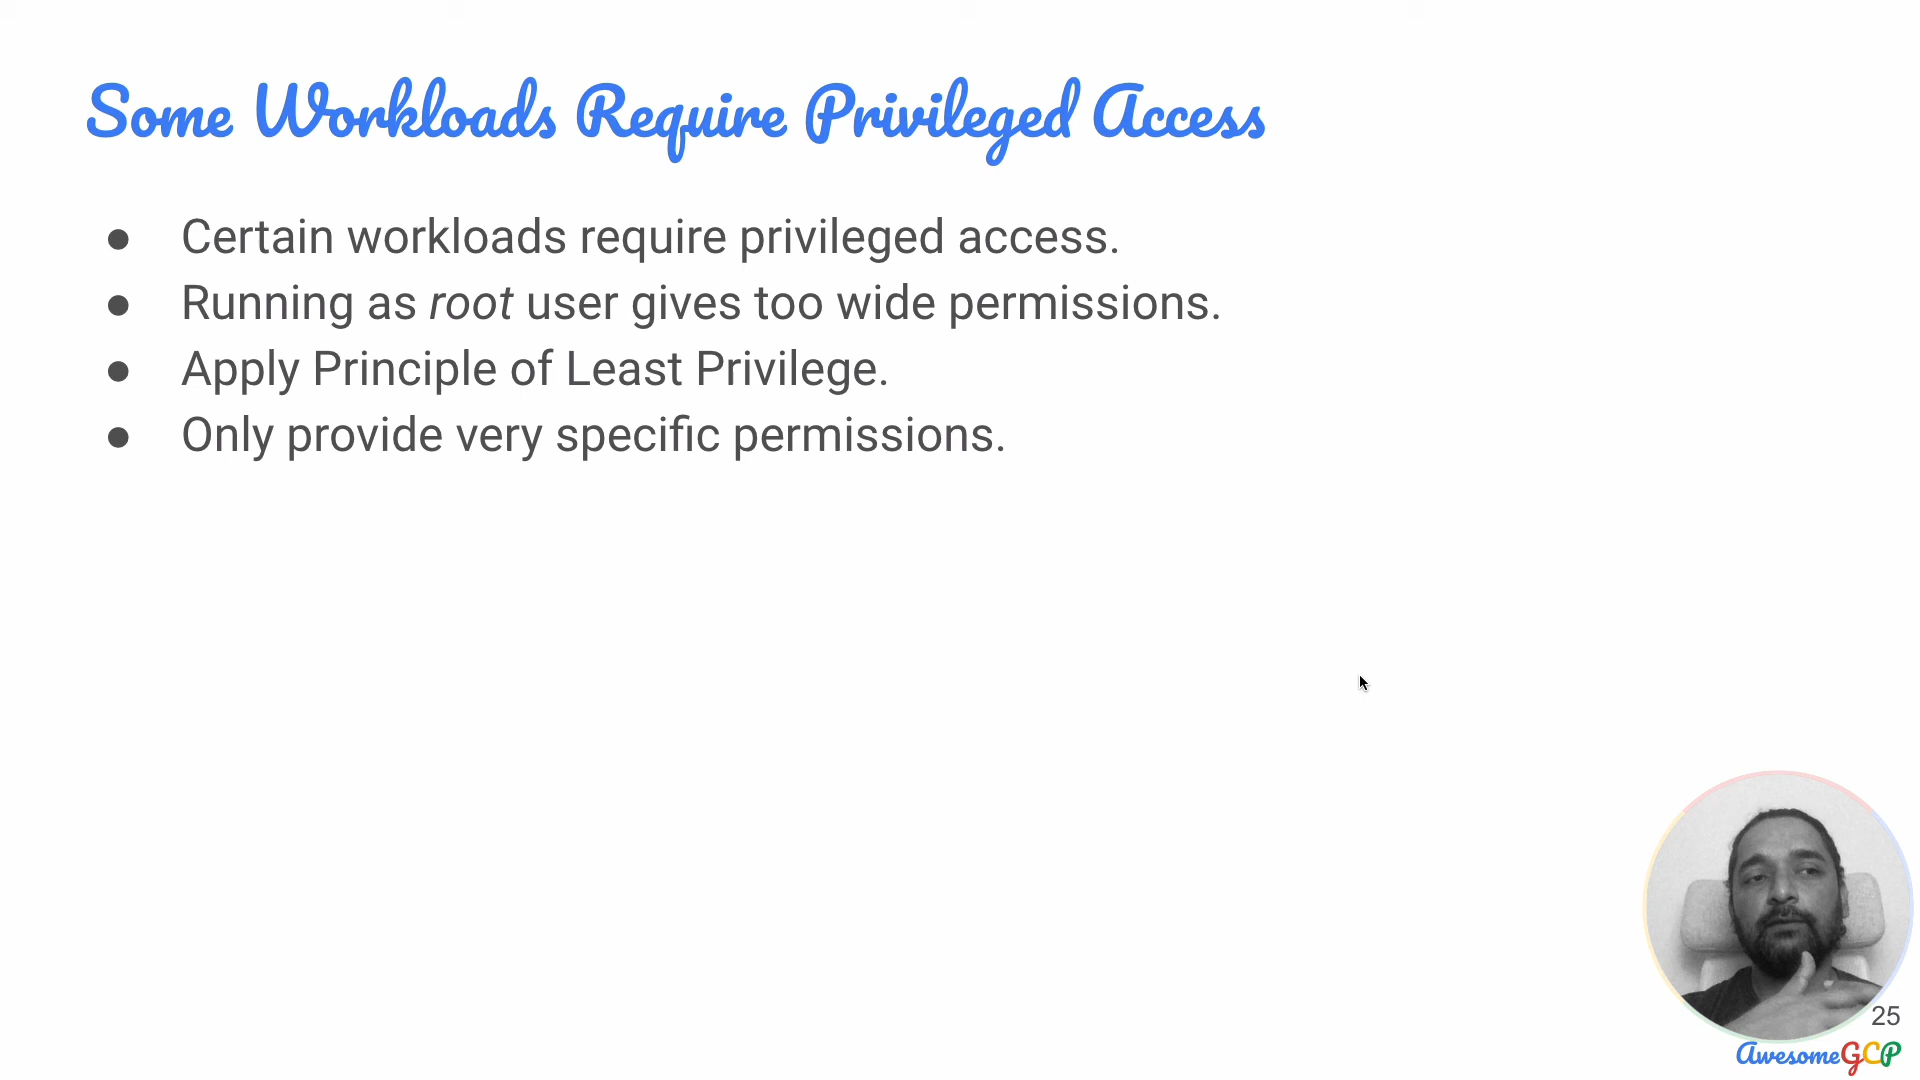 Some Workloads Require Privileged Access
● Certain workloads require privileged access.
● Running as root user gives too wide permissions.
● Apply Principle of Least Privilege.
● Only provide very specific permissions.
25
AwesomeGCP